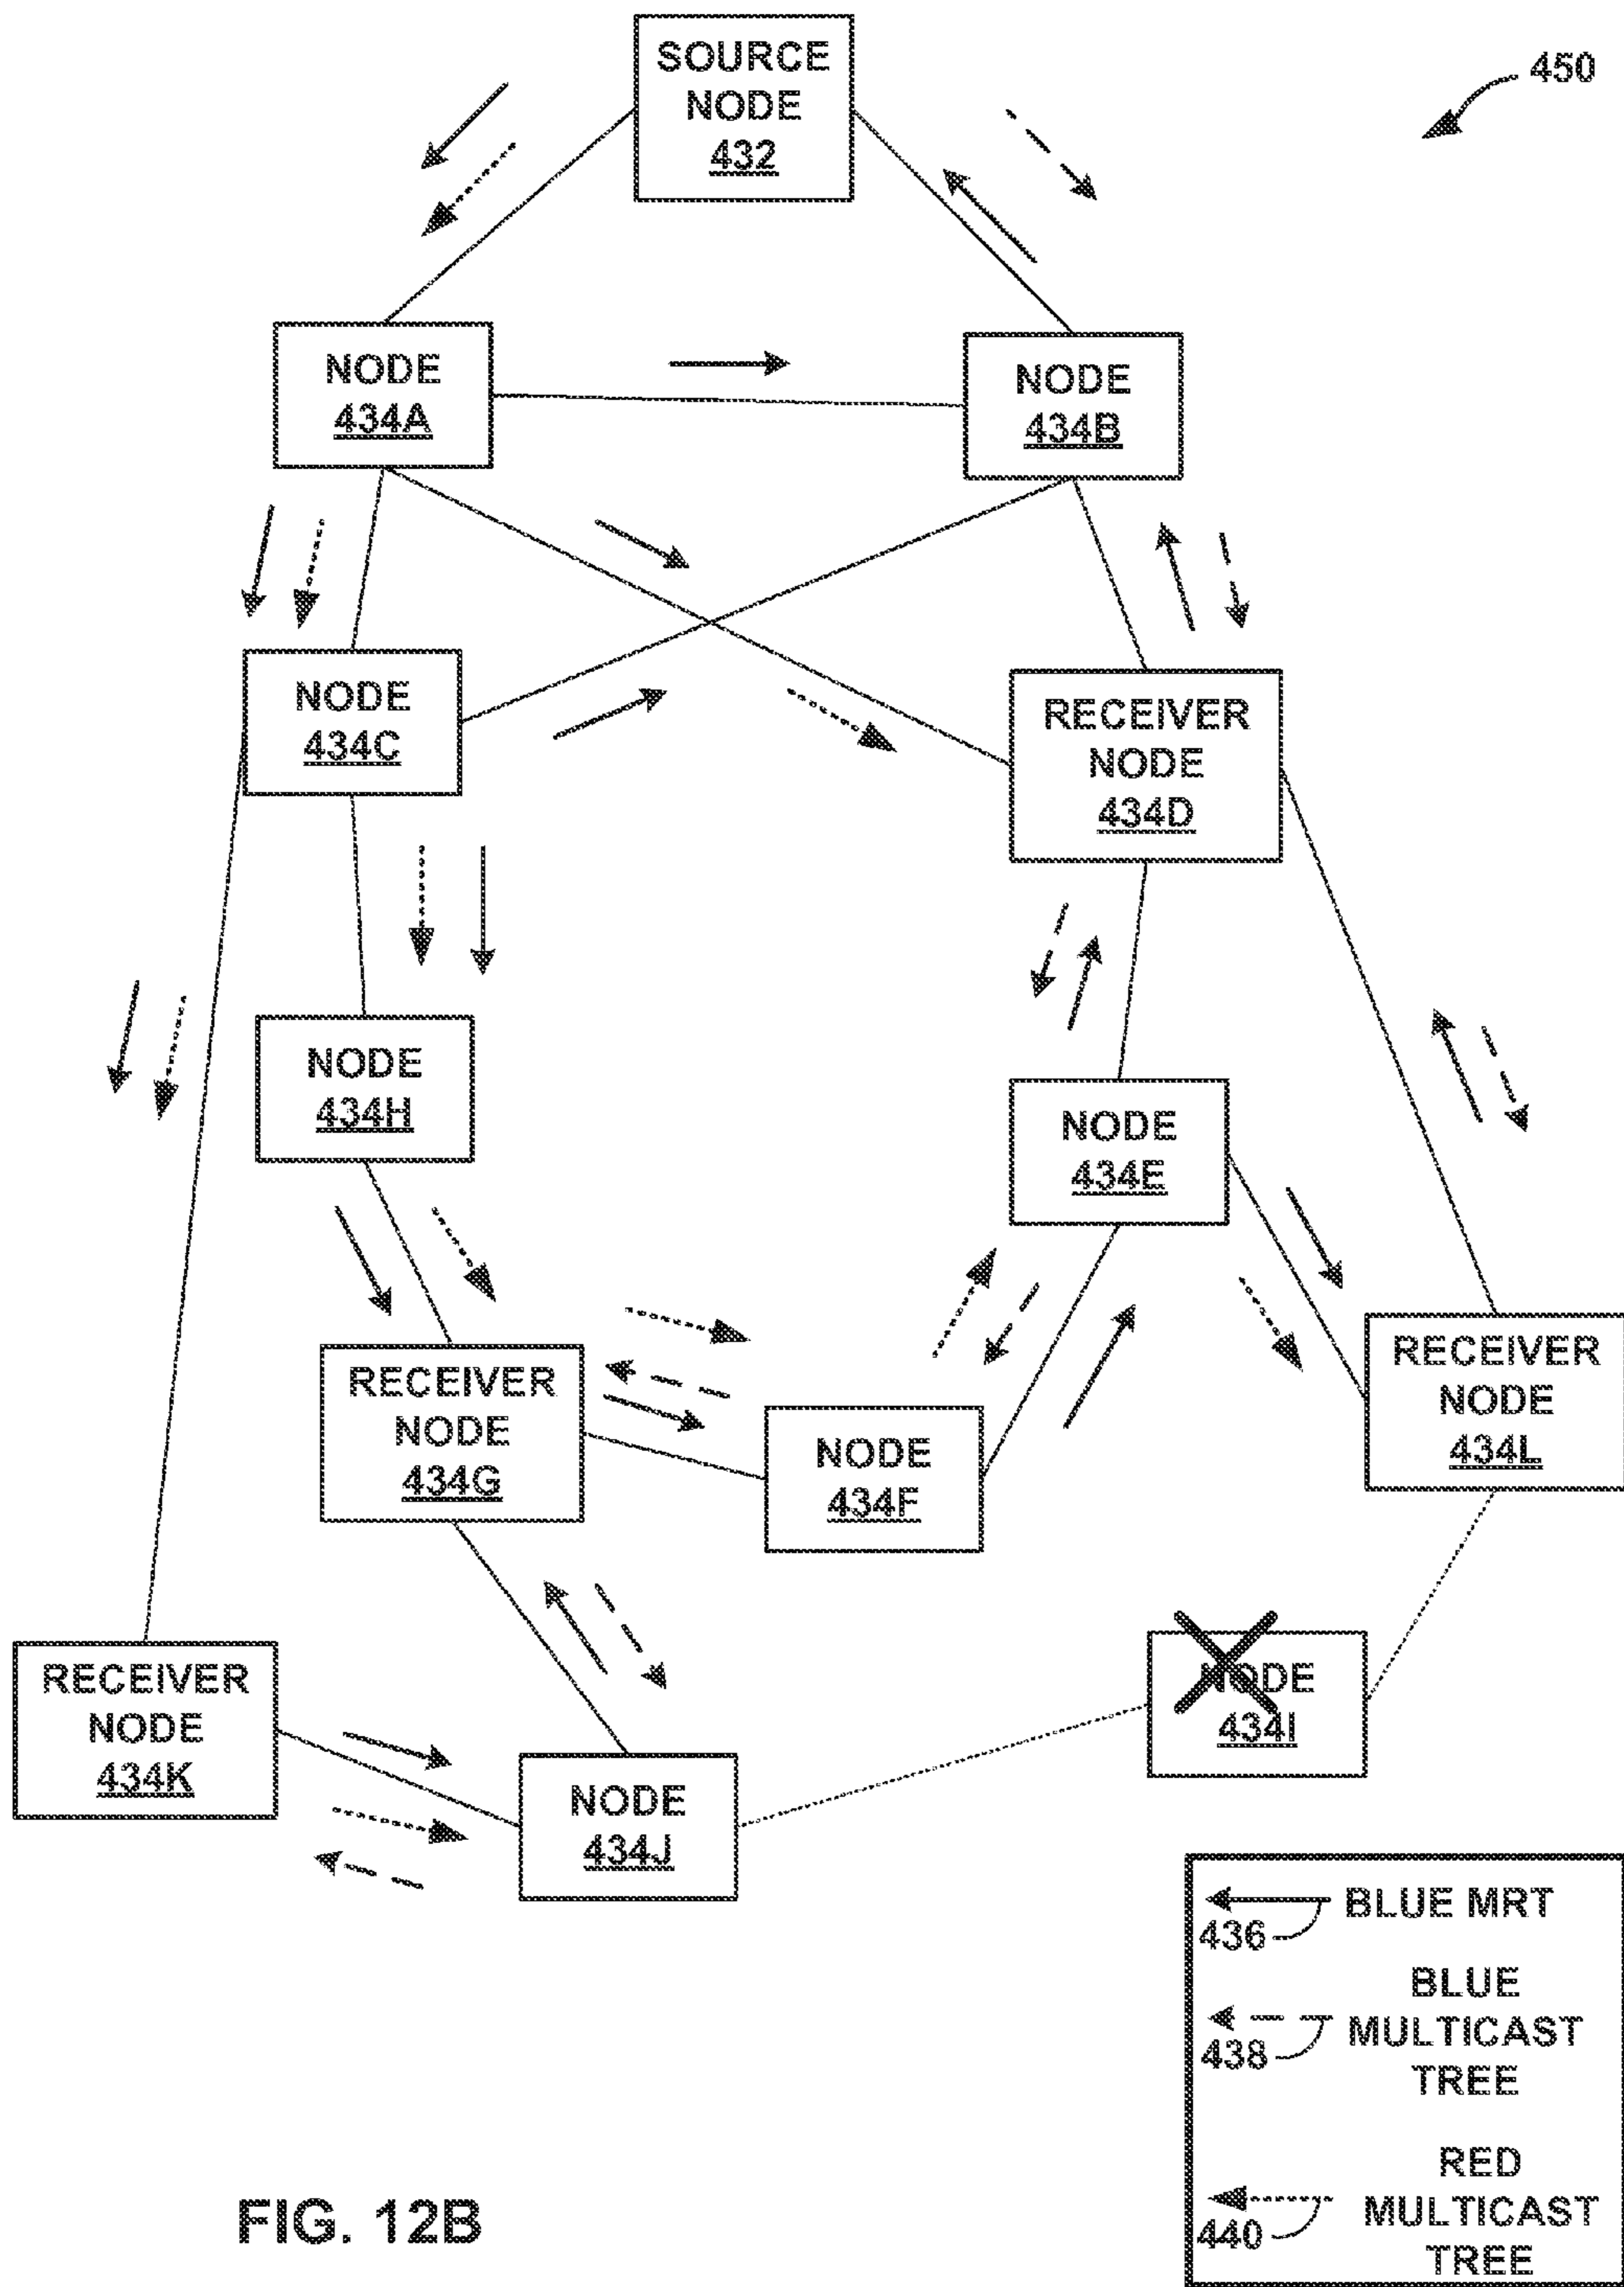 SOURCE
NODE
432
450
NODE
434A
NODE
434B
NODE
434C
RECEIVER
NODE
434D
NODE
434H
NODE
434E
RECEIVER
NODE
434G
NODE
434F
RECEIVER
NODE
434L
RECEIVER
NODE
434K
NODE
434J
NODE
434I
BLUE MRT
436
BLUE
MULTICAST
TREE
438
RED
MULTICAST
TREE
440
FIG. 12B